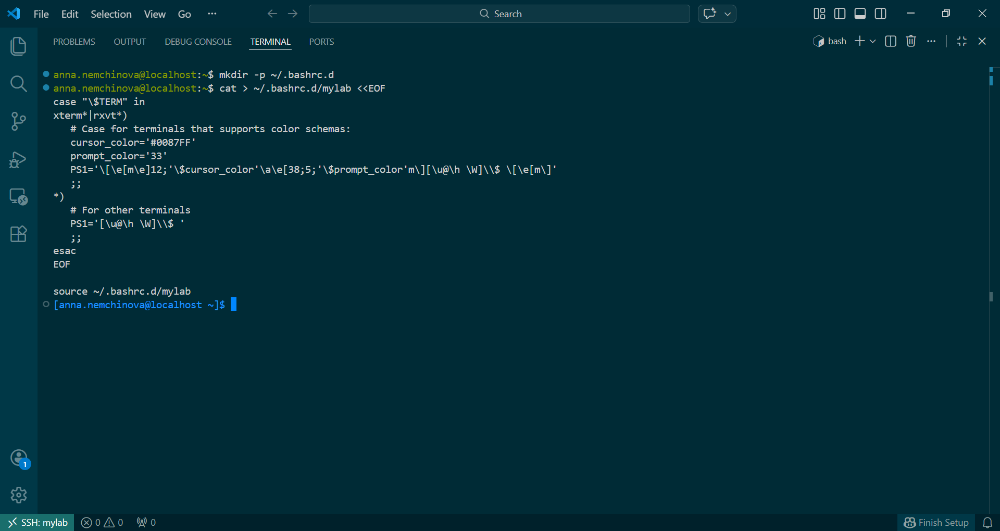 File Edit Selection View Go ··· Search
PROBLEMS OUTPUT DEBUG CONSOLE TERMINAL PORTS bash
anna.nemchinova@localhost:~$ mkdir -p ~/.bashrc.d
anna.nemchinova@localhost:~$ cat > ~/.bashrc.d/mylab <<EOF
case "\$TERM" in
xterm*|rxvt*)
   # Case for terminals that supports color schemas:
   cursor_color='#0087FF'
   prompt_color='33'
   PS1='\[\e[m\e]12;'\$cursor_color'\a\e[38;5;'\$prompt_color'm\][\u@\h \W]\\$ \[\e[m\]'
   ;;
*)
   # For other terminals
   PS1='[\u@\h \W]\\$ '
   ;;
esac
EOF
source ~/.bashrc.d/mylab
[anna.nemchinova@localhost ~]$
1
SSH: mylab 0 0 0 Finish Setup